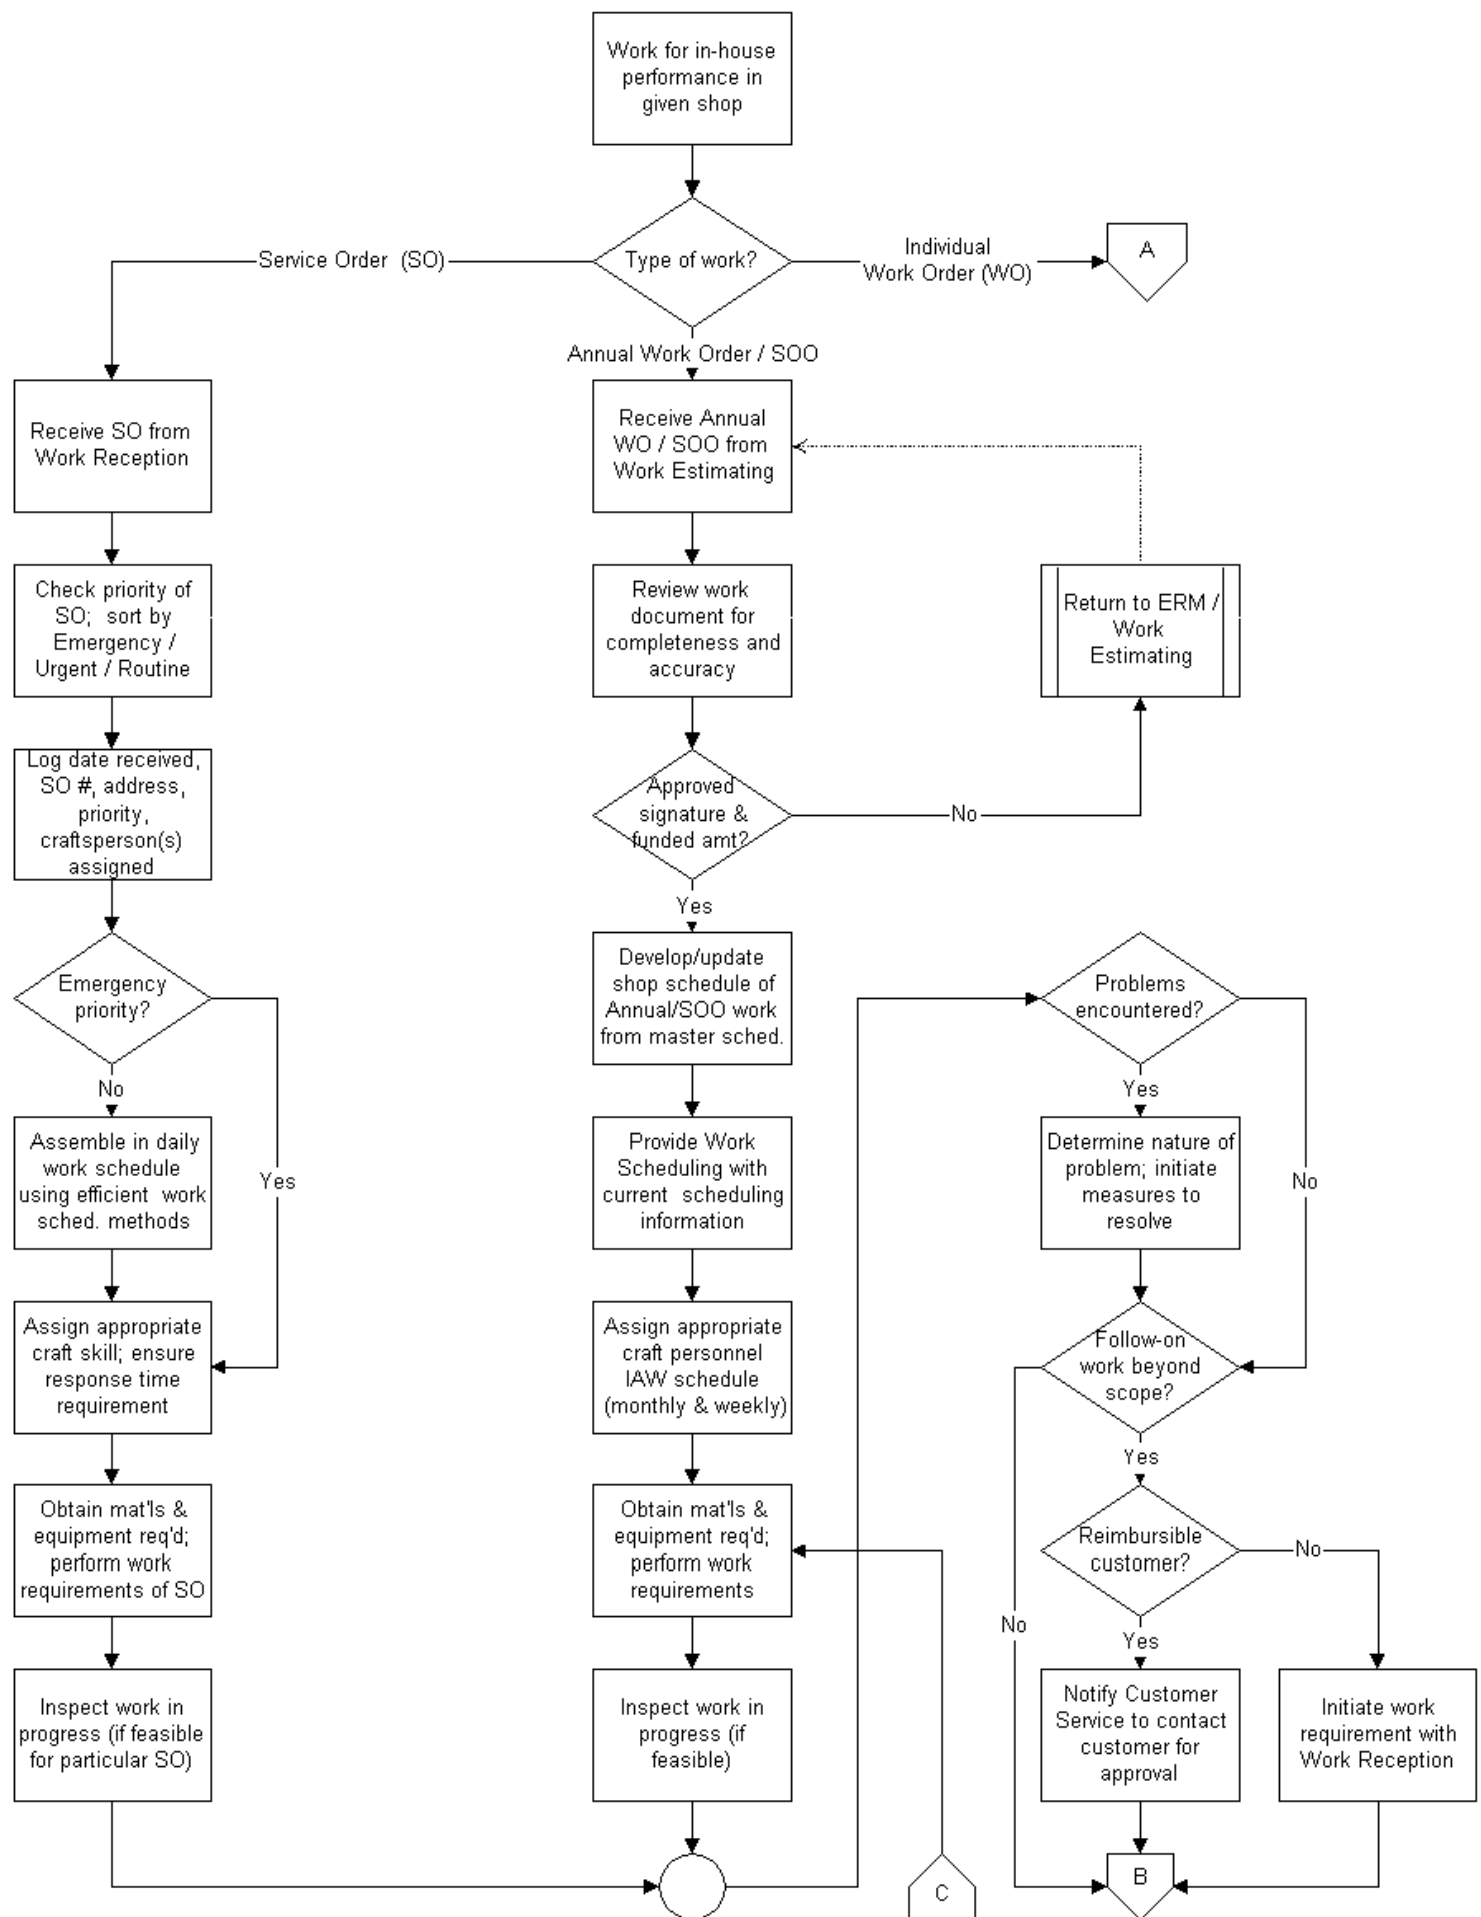 Work for in-house
performance in
given shop
Type of work?
Service Order (SO)
Individual
Work Order (WO)
A
Annual Work Order / SOO
Receive SO from
Work Reception
Check priority of
SO; sort by
Emergency /
Urgent / Routine
Log date received,
SO #, address,
priority,
craftsperson(s)
assigned
Emergency
priority?
No
Yes
Assemble in daily
work schedule
using efficient work
sched. methods
Assign appropriate
craft skill; ensure
response time
requirement
Obtain mat'ls &
equipment req'd;
perform work
requirements of SO
Inspect work in
progress (if feasible
for particular SO)
Receive Annual
WO / SOO from
Work Estimating
Review work
document for
completeness and
accuracy
Approved
signature &
funded amt?
No
Return to ERM /
Work
Estimating
Yes
Develop/update
shop schedule of
Annual/SOO work
from master sched.
Provide Work
Scheduling with
current scheduling
information
Assign appropriate
craft personnel
IAW schedule
(monthly & weekly)
Obtain mat'ls &
equipment req'd;
perform work
requirements
Inspect work in
progress (if
feasible)
C
Problems
encountered?
Yes
No
Determine nature of
problem; initiate
measures to
resolve
Follow-on
work beyond
scope?
Yes
No
Reimbursible
customer?
No
Yes
Notify Customer
Service to contact
customer for
approval
Initiate work
requirement with
Work Reception
B